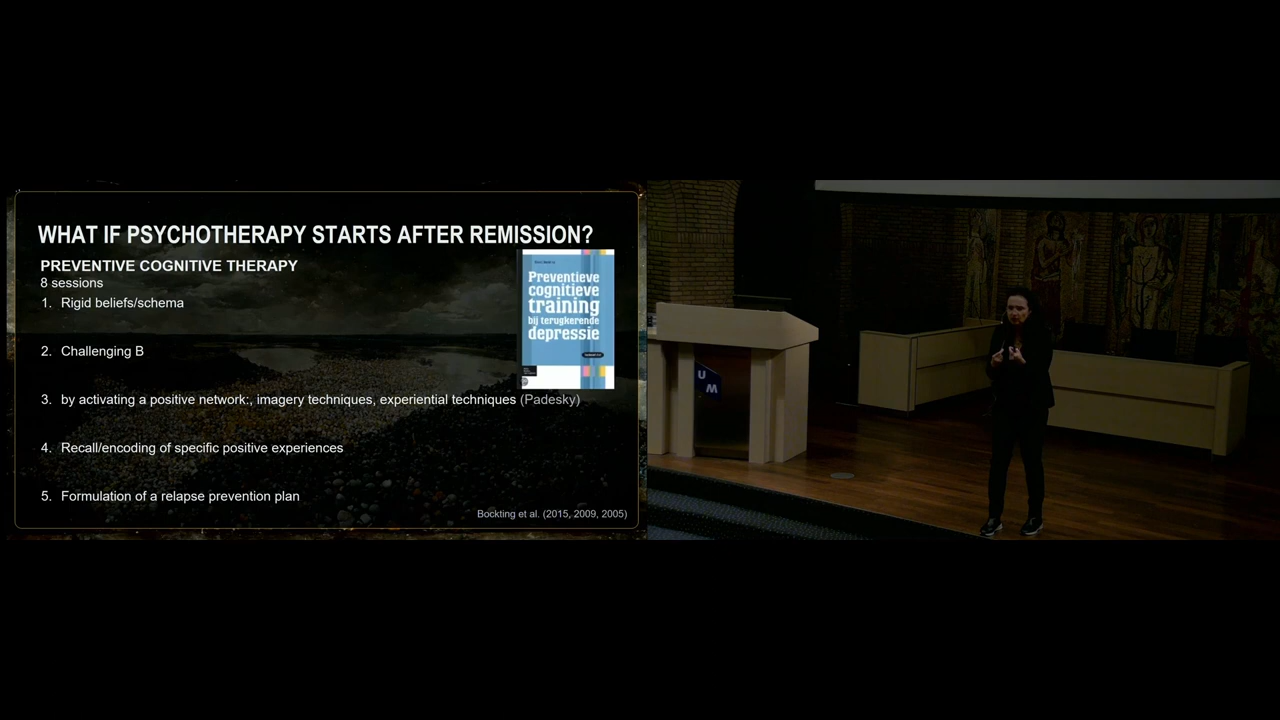 WHAT IF PSYCHOTHERAPY STARTS AFTER REMISSION?
PREVENTIVE COGNITIVE THERAPY
8 sessions
1. Rigid beliefs/schema
2. Challenging B
3. by activating a positive network:, imagery techniques, experiential techniques (Padesky)
4. Recall/encoding of specific positive experiences
5. Formulation of a relapse prevention plan
Bockting et al. (2015, 2009, 2005)
Preventieve
cognitieve
training
bij terugkerende
depressie
U
M